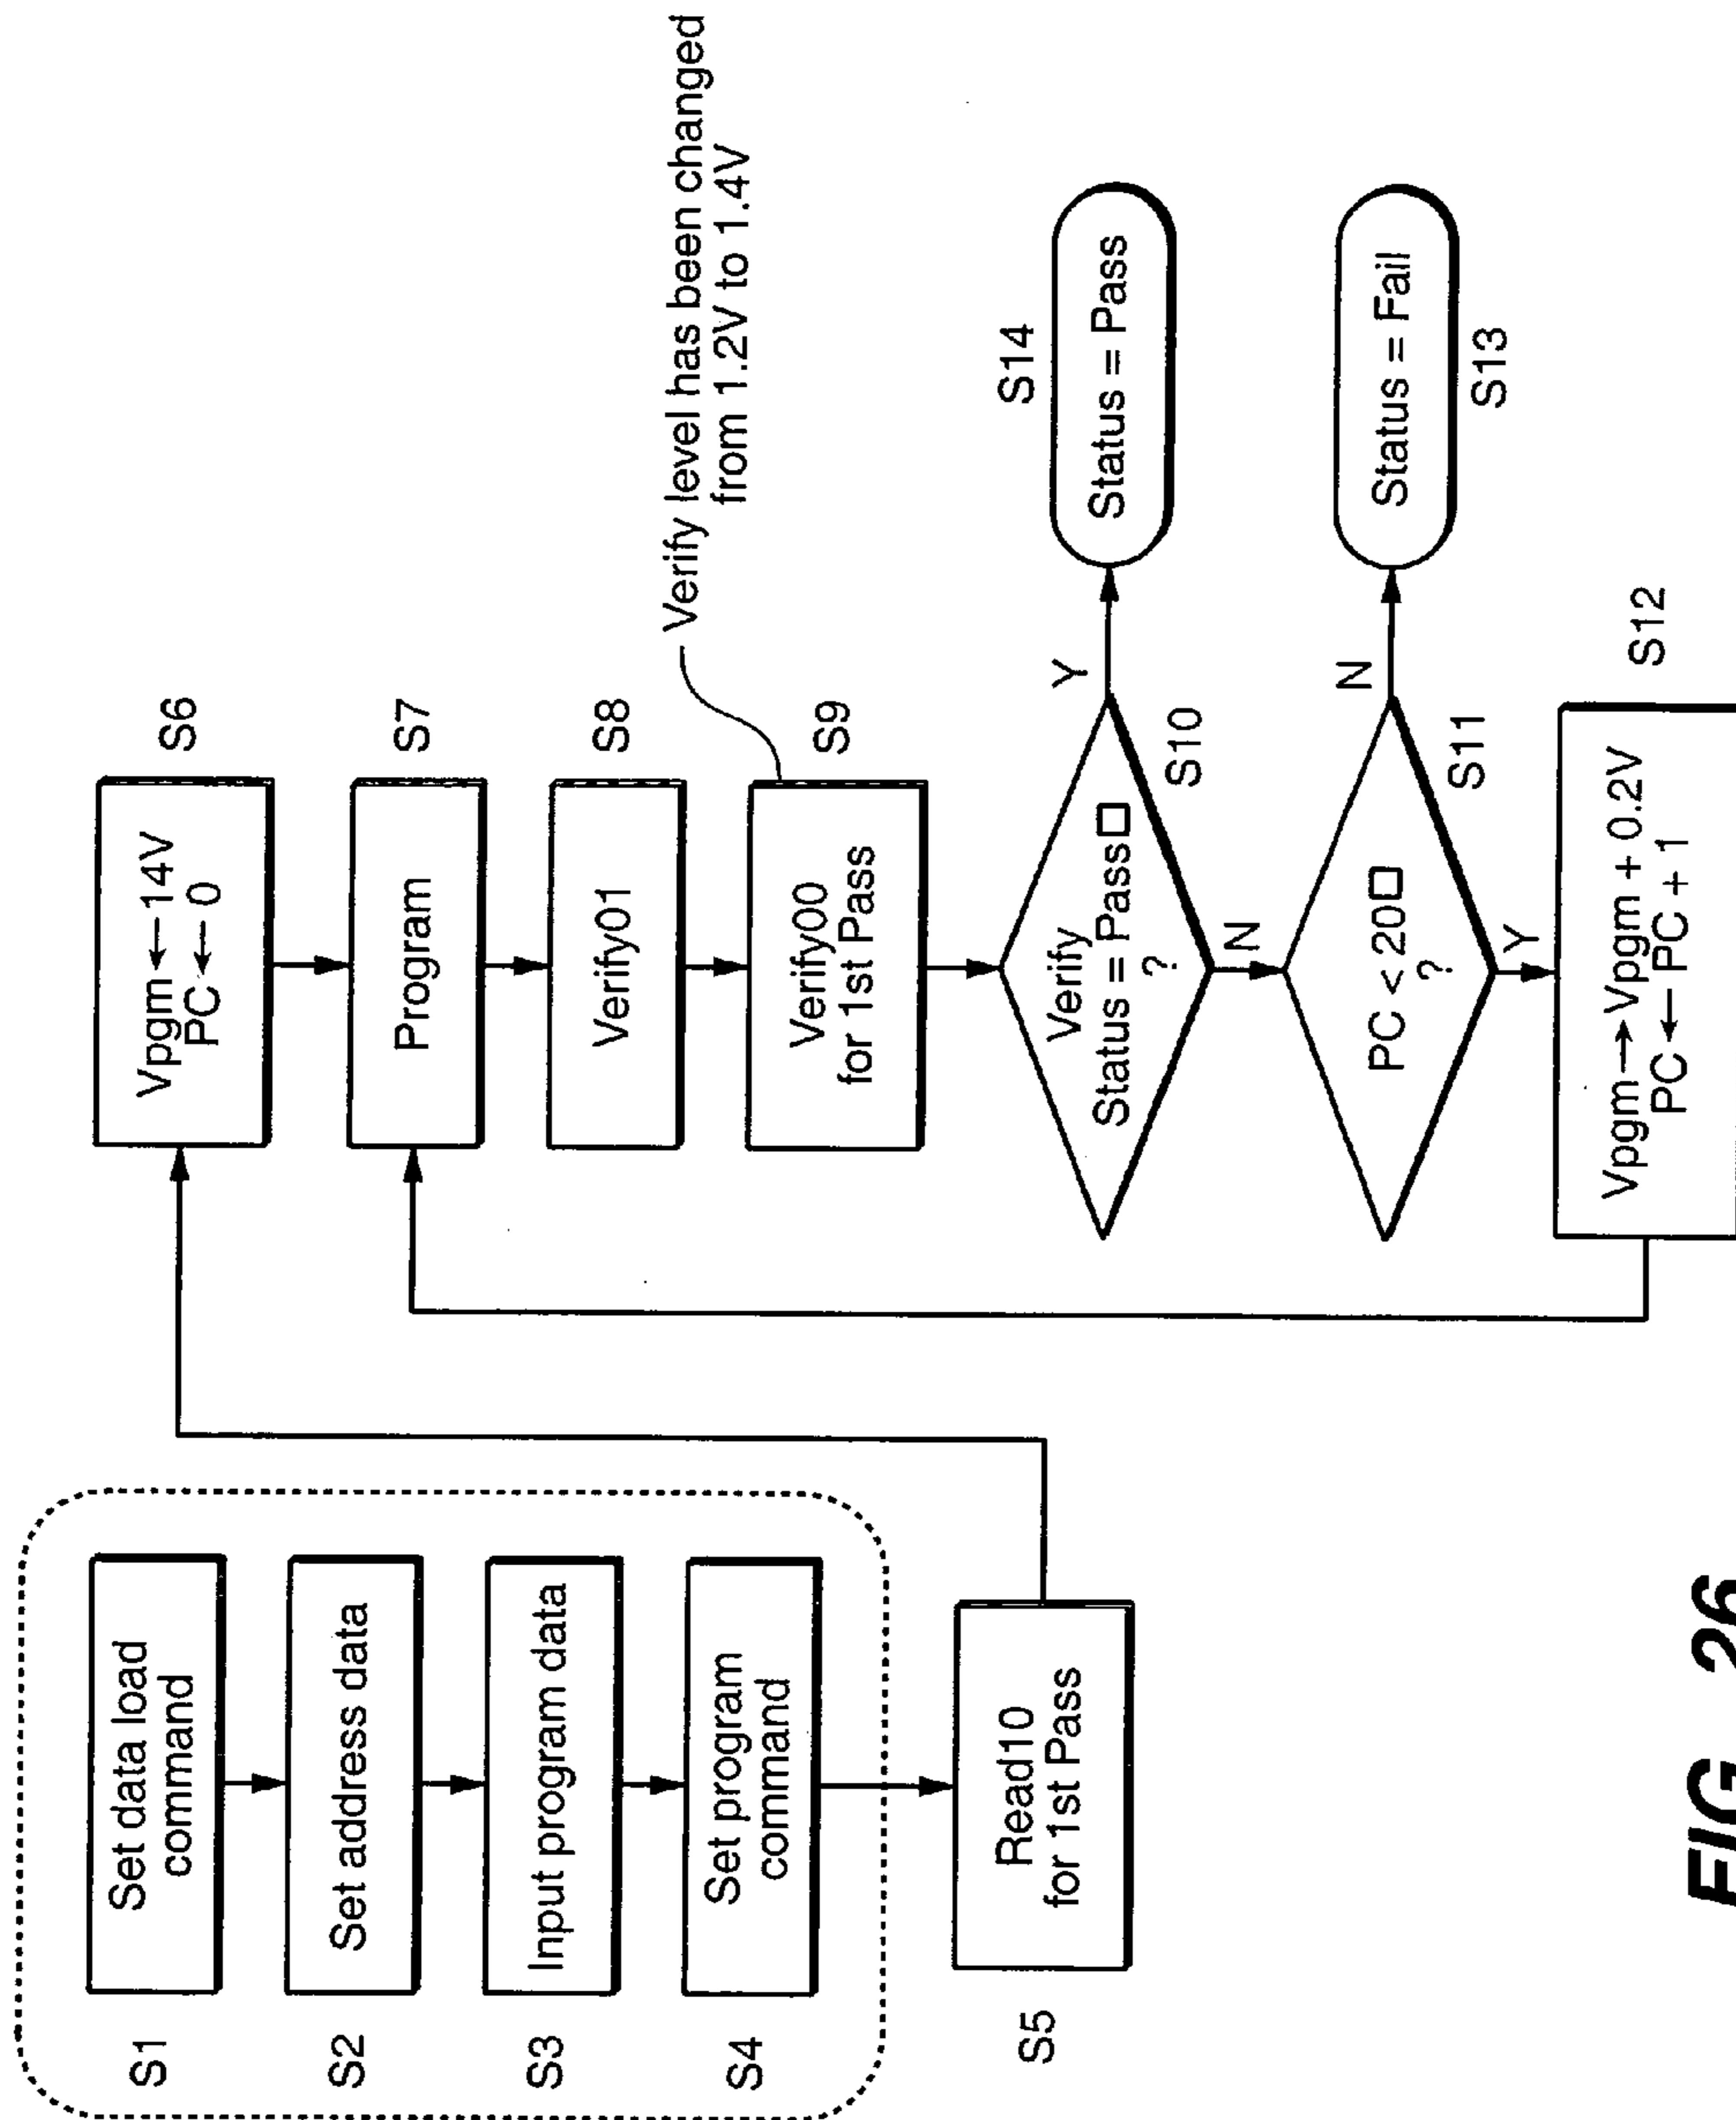 S1
Set data load
command
S2
Set address data
S3
Input program data
S4
Set program
command
S5
Read10
for 1st Pass
Vpgm ← 14V
PC ← 0
S6
Program
S7
Verify01
S8
Verify00
for 1st Pass
S9
Verify level has been changed
from 1.2V to 1.4V
Verify
Status = Pass□
?
S10
Y
Status = Pass
S14
N
PC < 20□
?
S11
N
Status = Fail
S13
Y
Vpgm → Vpgm + 0.2V
PC ← PC + 1
S12
FIG_26